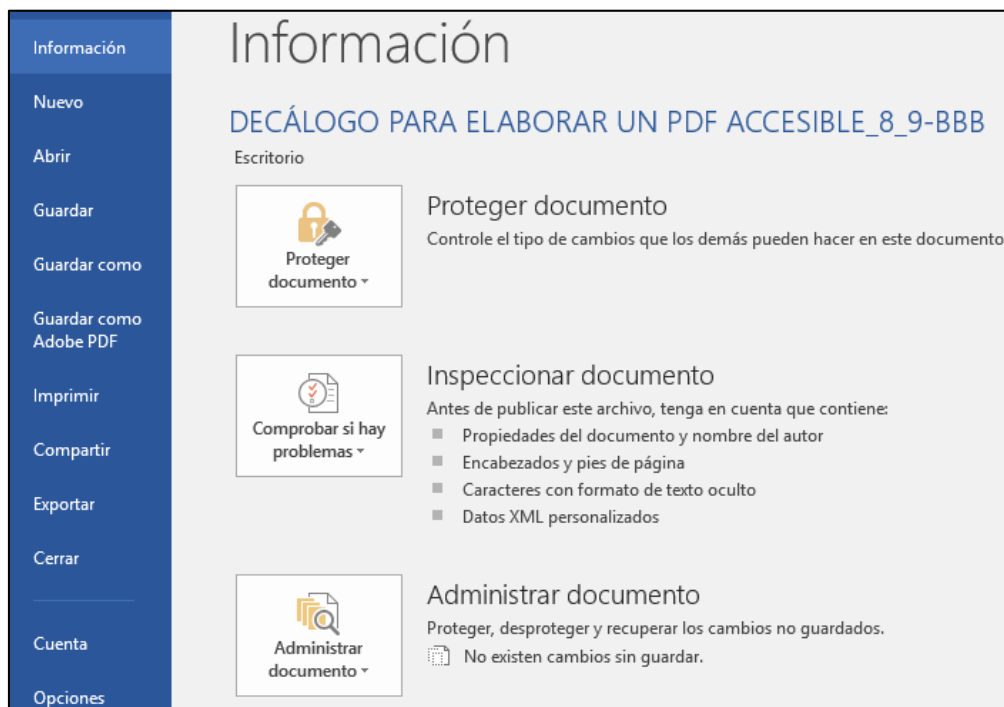 Información
Nuevo
Abrir
Guardar
Guardar como
Guardar como
Adobe PDF
Imprimir
Compartir
Exportar
Cerrar
Cuenta
Opciones
Información
DECÁLOGO PARA ELABORAR UN PDF ACCESIBLE_8_9-BBB
Escritorio
Proteger
documento
Proteger documento
Controle el tipo de cambios que los demás pueden hacer en este documento
Comprobar si hay
problemas
Inspeccionar documento
Antes de publicar este archivo, tenga en cuenta que contiene:
Propiedades del documento y nombre del autor
Encabezados y pies de página
Caracteres con formato de texto oculto
Datos XML personalizados
Administrar
documento
Administrar documento
Proteger, desproteger y recuperar los cambios no guardados.
No existen cambios sin guardar.